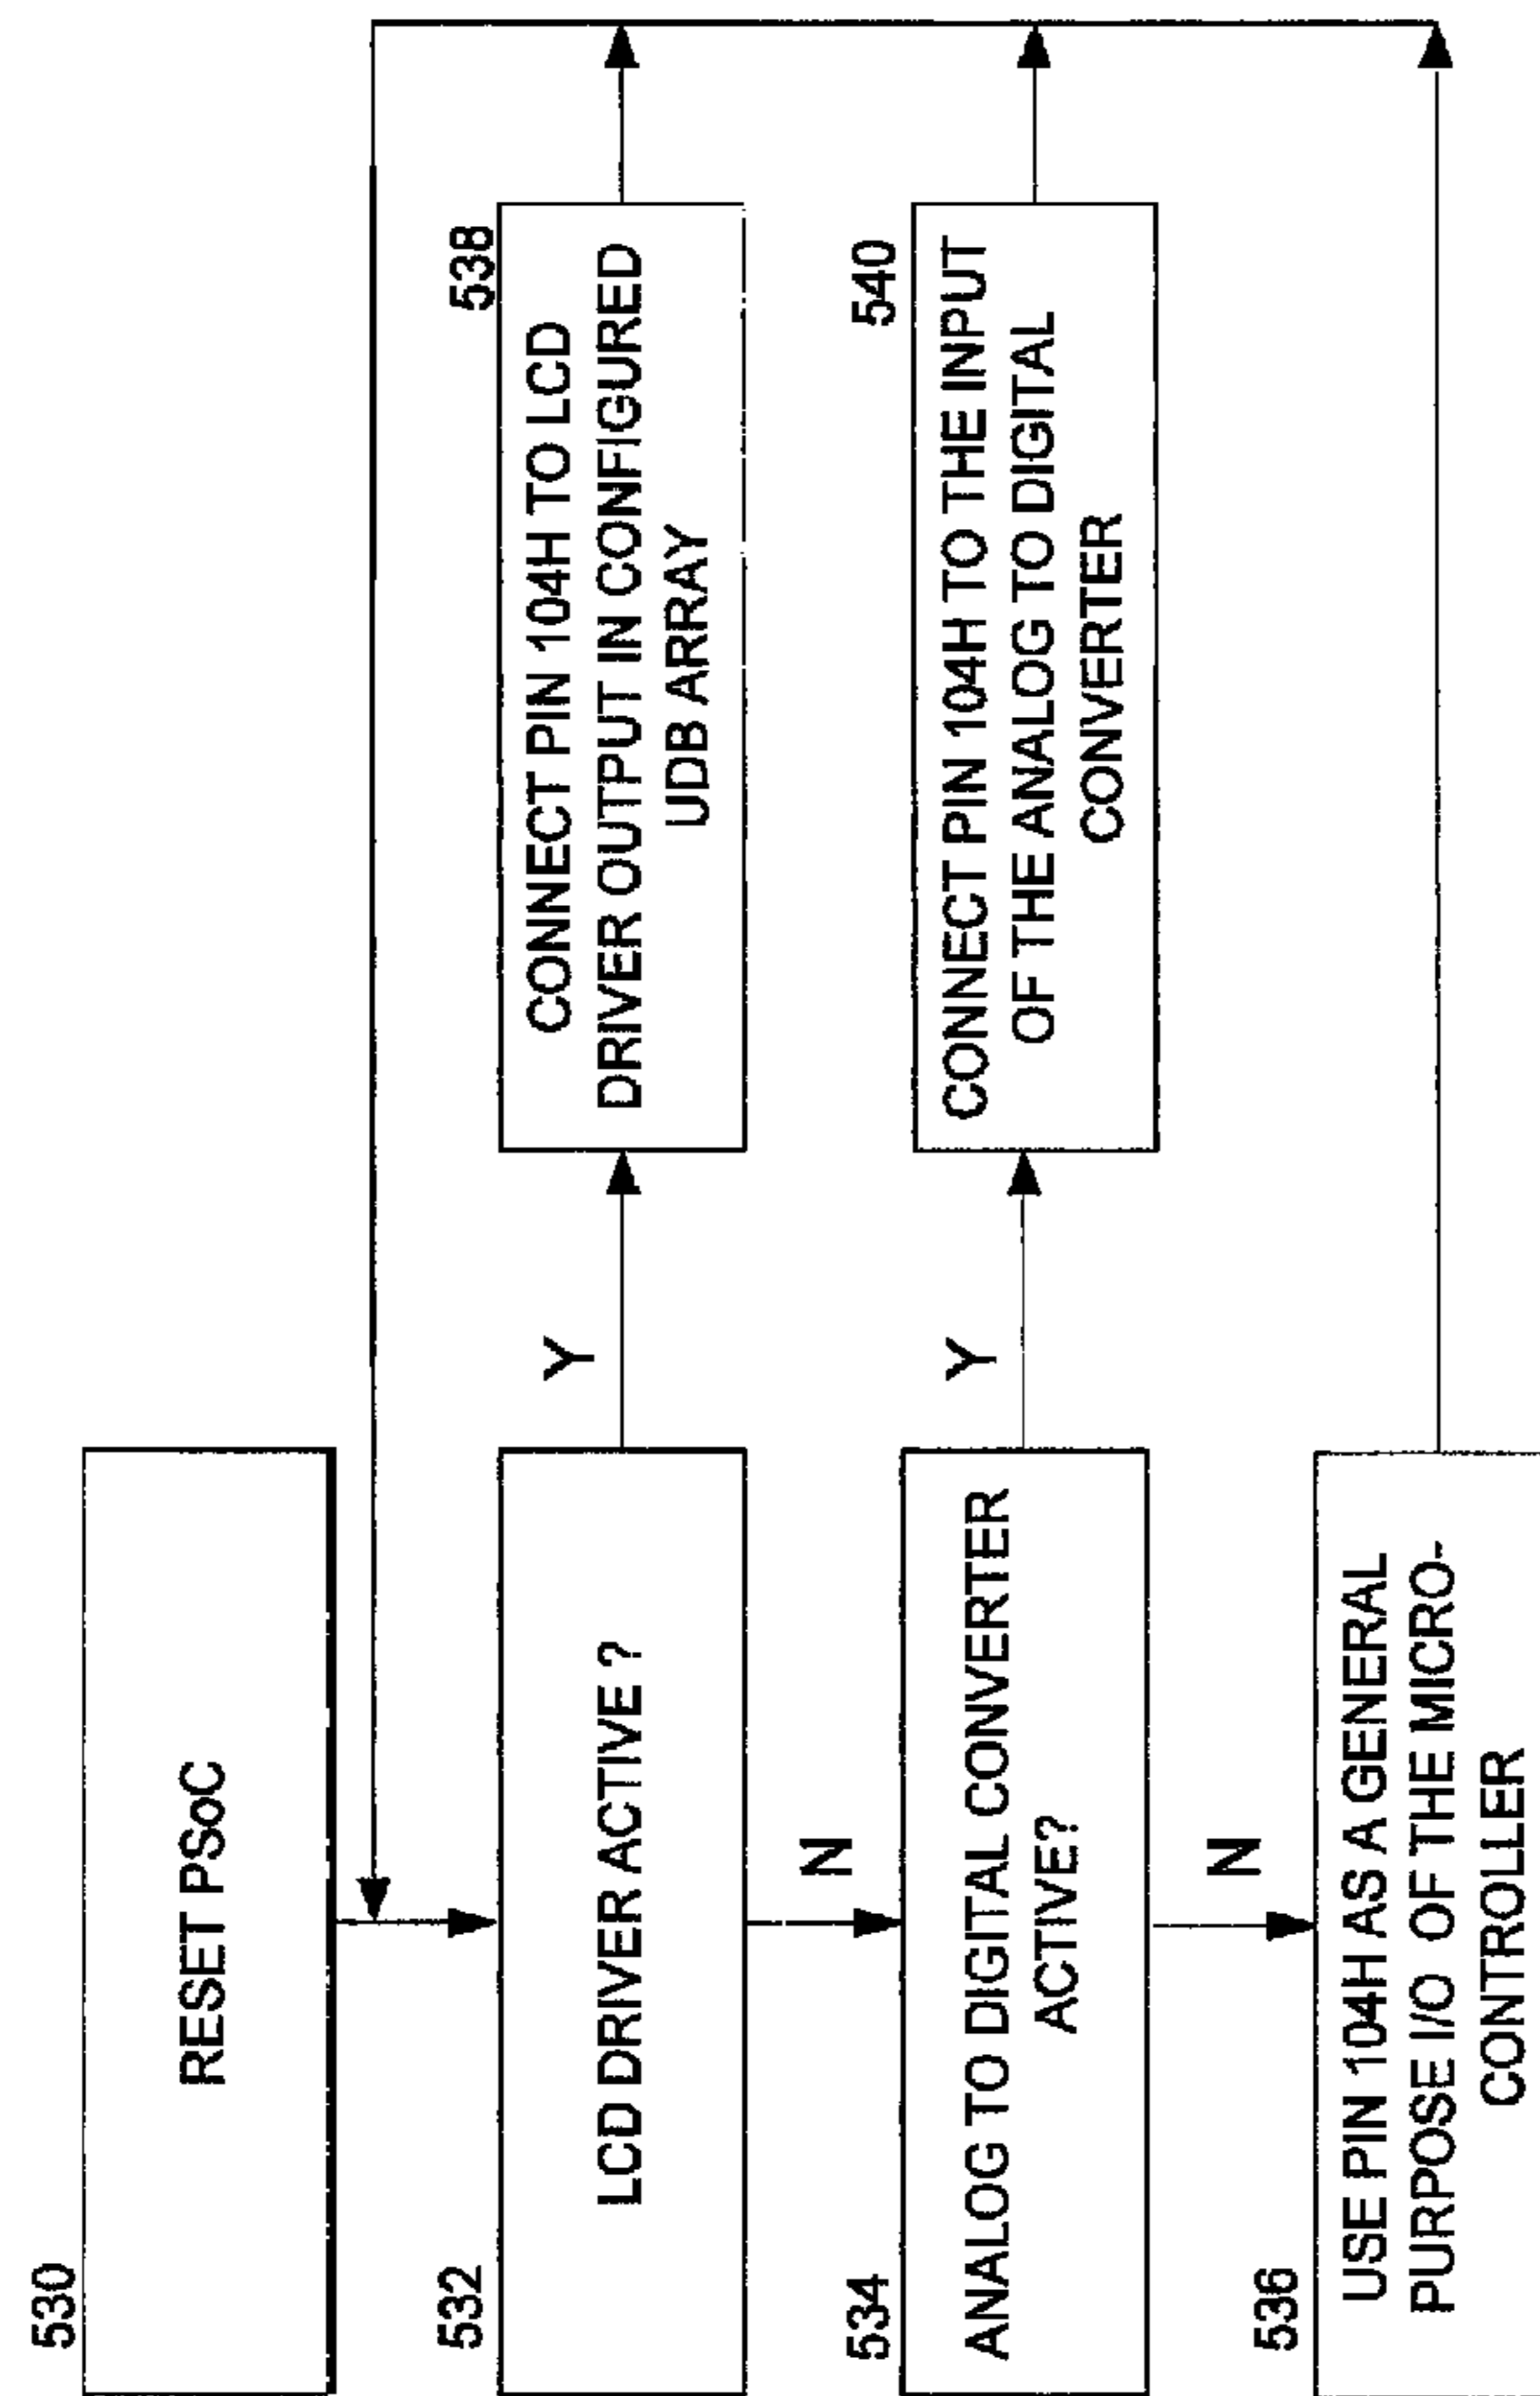 530
RESET PSoC
532
LCD DRIVER ACTIVE ?
Y
538
CONNECT PIN 104H TO LCD
DRIVER OUTPUT IN CONFIGURED
UDB ARRAY
N
534
ANALOG TO DIGITAL CONVERTER
ACTIVE?
Y
540
CONNECT PIN 104H TO THE INPUT
OF THE ANALOG TO DIGITAL
CONVERTER
N
536
USE PIN 104H AS A GENERAL
PURPOSE I/O OF THE MICRO-
CONTROLLER